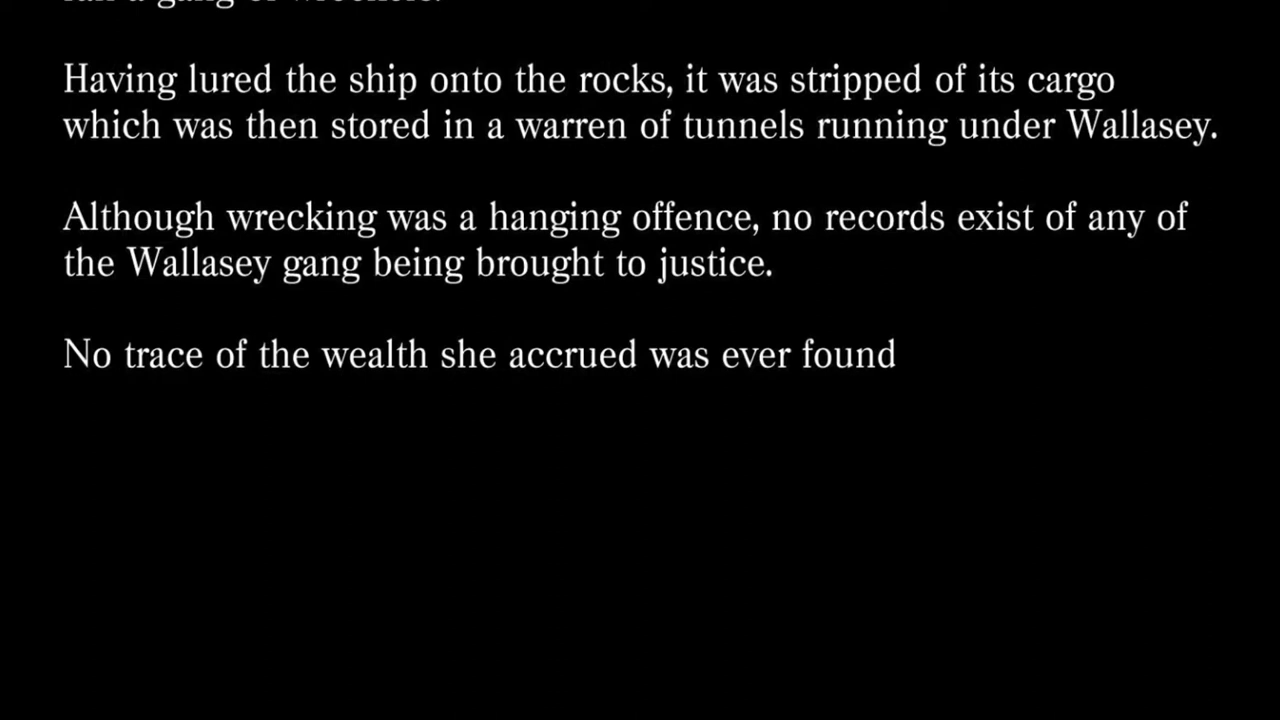 Having lured the ship onto the rocks, it was stripped of its cargo
which was then stored in a warren of tunnels running under Wallasey.
Although wrecking was a hanging offence, no records exist of any of
the Wallasey gang being brought to justice.
No trace of the wealth she accrued was ever found